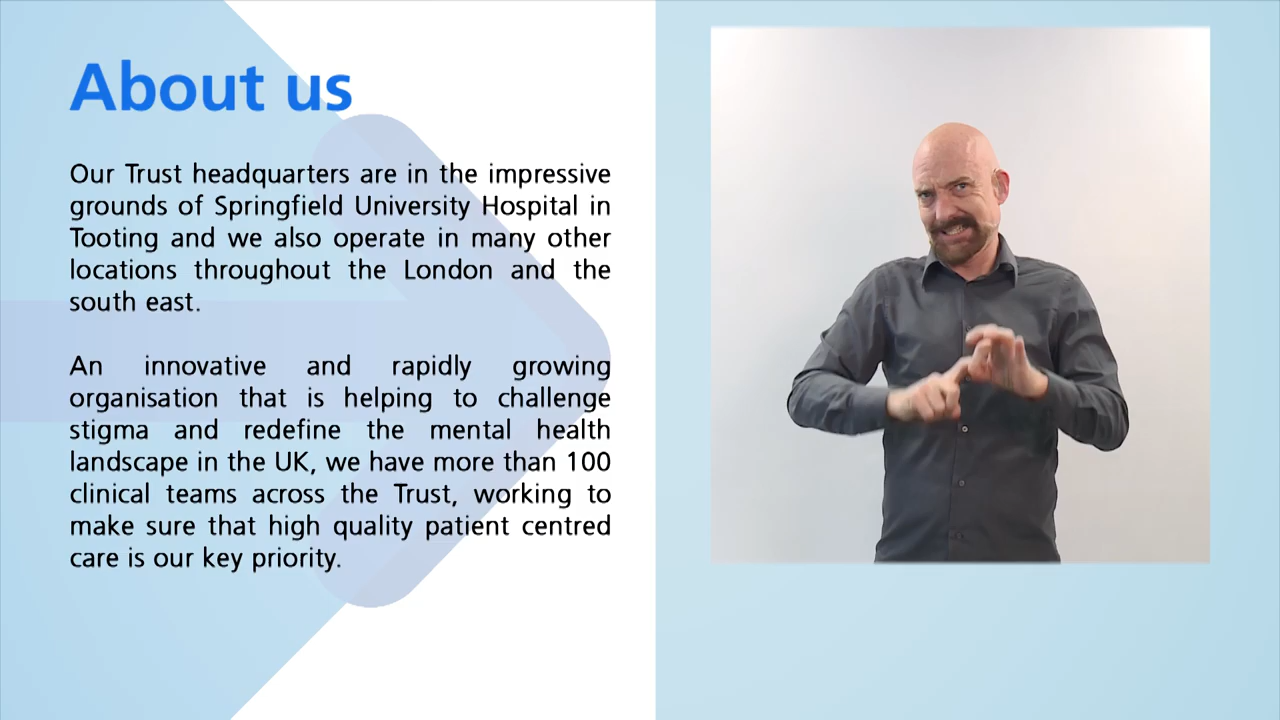 About us
Our Trust headquarters are in the impressive
grounds of Springfield University Hospital in
Tooting and we also operate in many other
locations throughout the London and the
south east.
An innovative and rapidly growing
organisation that is helping to challenge
stigma and redefine the mental health
landscape in the UK, we have more than 100
clinical teams across the Trust, working to
make sure that high quality patient centred
care is our key priority.